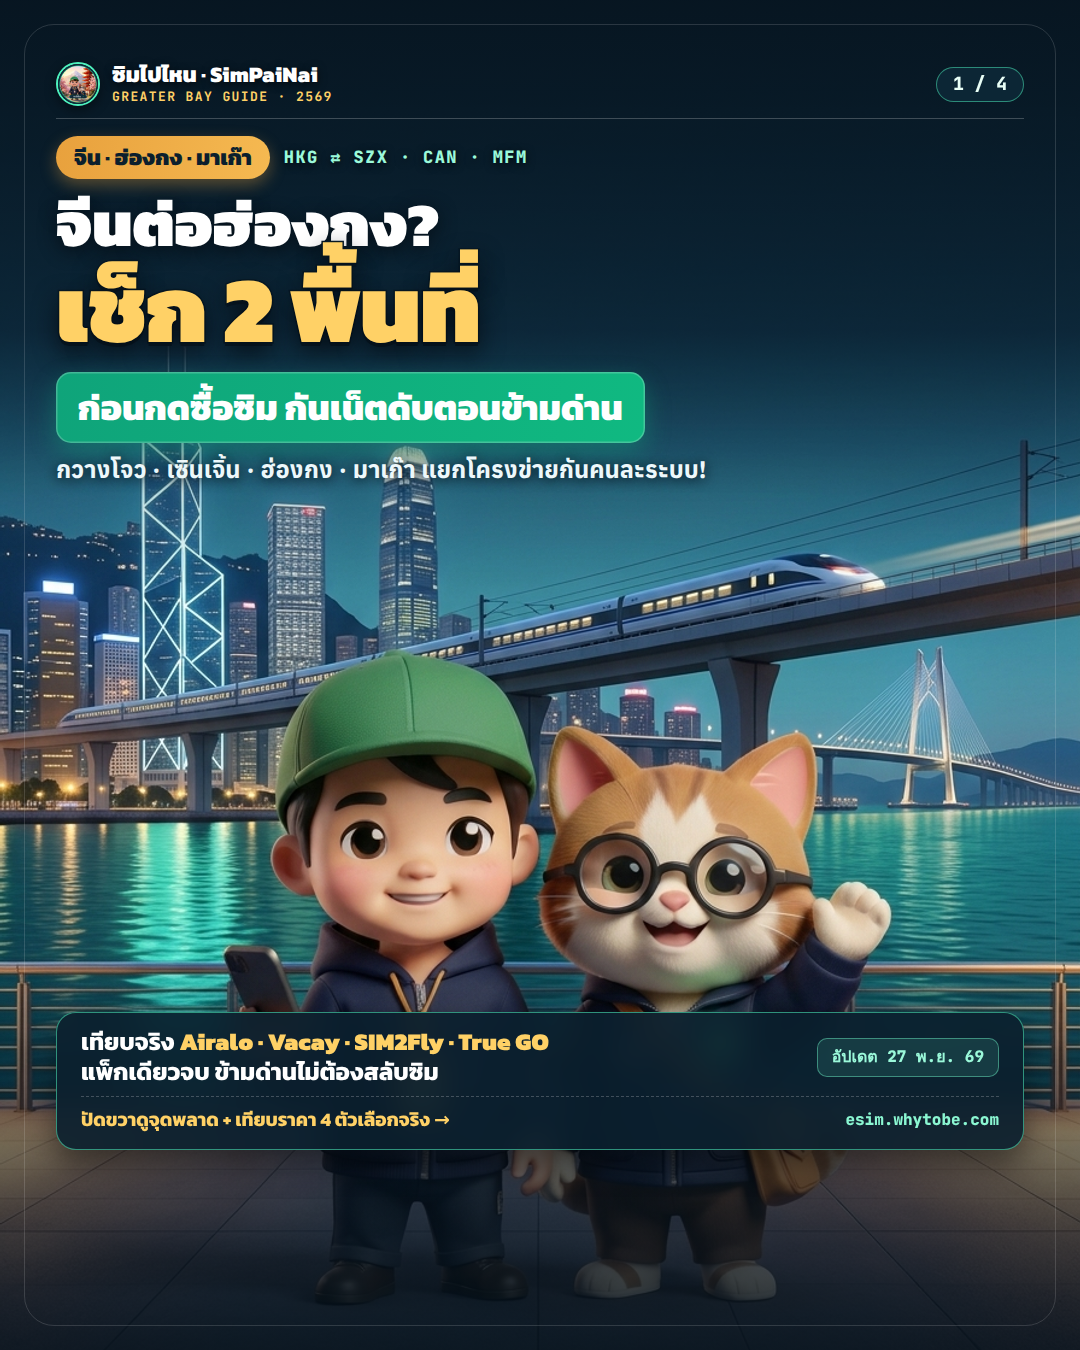 ซิมไปไหน · SimPaiNai
GREATER BAY GUIDE · 2569
1 / 4
จีน · ฮ่องกง · มาเก๊า
HKG ⇄ SZX · CAN · MFM
จีนต่อฮ่องกง?
เช็ก 2 พื้นที่
ก่อนกดซื้อซิม กันเน็ตดับตอนข้ามด่าน
กวางโจว · เซินเจิ้น · ฮ่องกง · มาเก๊า แยกโครงข่ายกันคนละระบบ!
เทียบจริง Airalo · Vacay · SIM2Fly · True GO
แพ็กเดียวจบ ข้ามด่านไม่ต้องสลับซิม
อัปเดต 27 พ.ย. 69
ปัดขวาดูจุดพลาด + เทียบราคา 4 ตัวเลือกจริง →
esim.whytobe.com